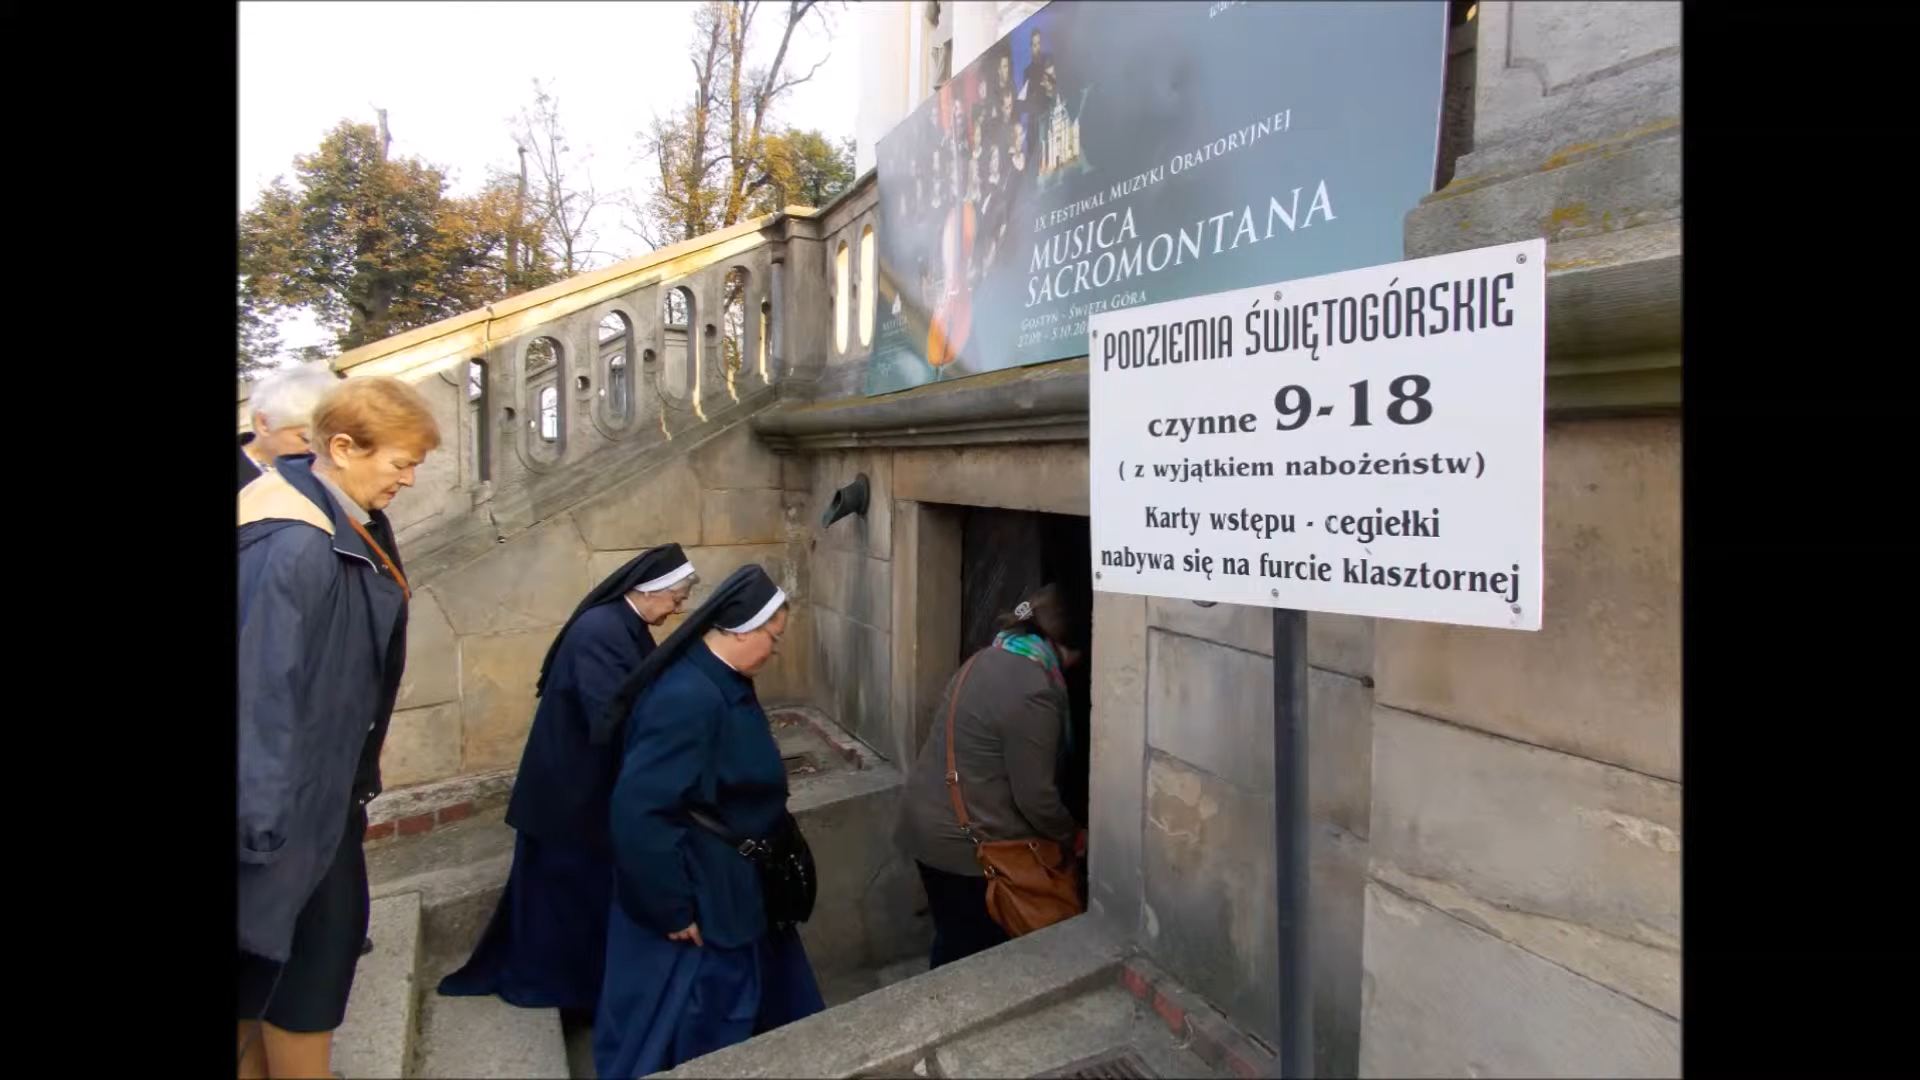 IX FESTIWAL MUZYKI ORATORYJNEJ
MUSICA
SACROMONTANA
GOSTYŃ - ŚWIĘTA GÓRA
PODZIEMIA ŚWIĘTOGÓRSKIE
czynne 9-18
( z wyjątkiem nabożeństw)
Karty wstępu - cegiełki
nabywa się na furcie klasztornej